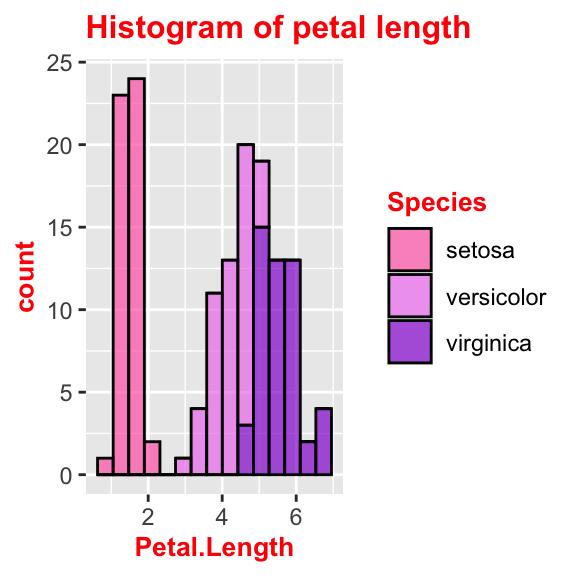 Histogram of petal length
25
20
15
10
5
0
count
2 4 6
Petal.Length
Species
setosa
versicolor
virginica